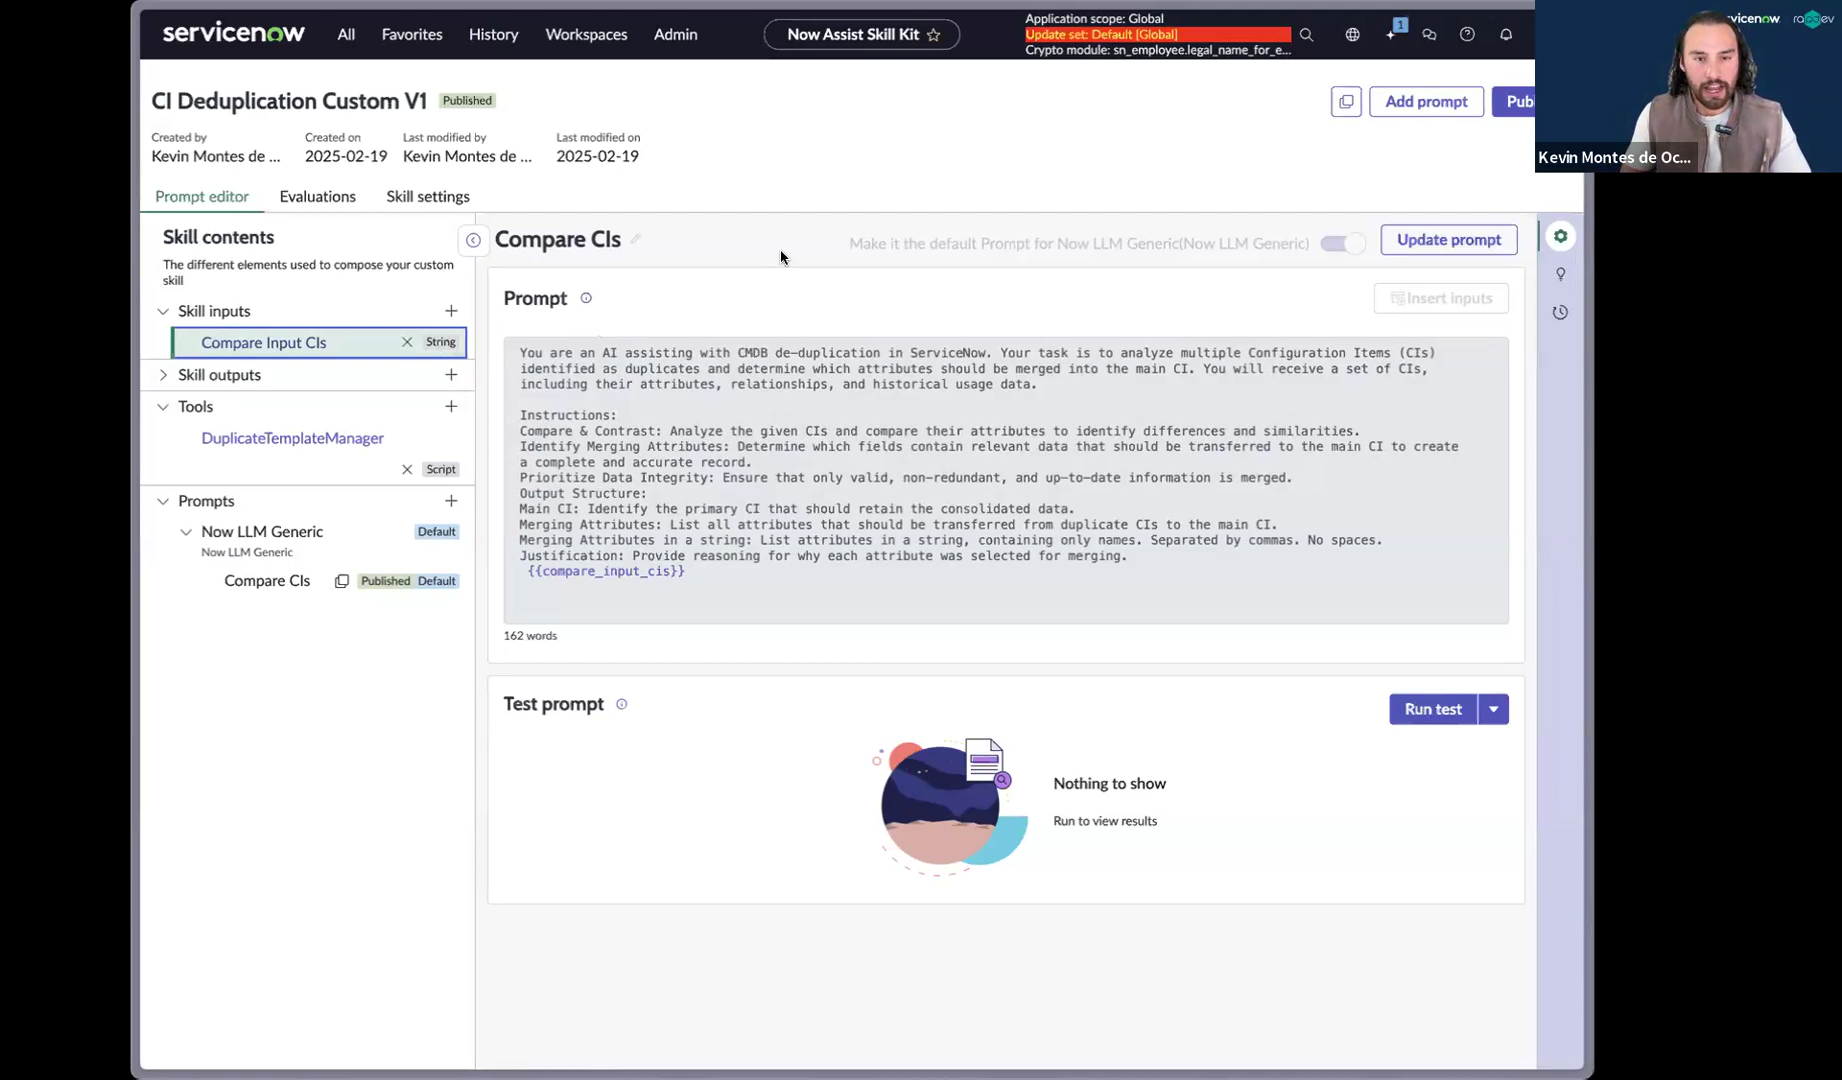 servicenow
All
Favorites
History
Workspaces
Admin
Now Assist Skill Kit
Application scope: Global
Update set: Default [Global]
Crypto module: sn_employee.legal_name_for_e...
1
CI Deduplication Custom V1
Published
Add prompt
Created by
Created on
Last modified by
Last modified on
Kevin Montes de ...
2025-02-19
Kevin Montes de ...
2025-02-19
Kevin Montes de Oc...
Prompt editor
Evaluations
Skill settings
Skill contents
The different elements used to compose your custom
skill
Skill inputs
Compare Input CIs
String
Skill outputs
Tools
DuplicateTemplateManager
Script
Prompts
Now LLM Generic
Default
Now LLM Generic
Compare CIs
Published
Default
Compare CIs
Make it the default Prompt for Now LLM Generic(Now LLM Generic)
Update prompt
Prompt
Insert inputs
You are an AI assisting with CMDB de-duplication in ServiceNow. Your task is to analyze multiple Configuration Items (CIs)
identified as duplicates and determine which attributes should be merged into the main CI. You will receive a set of CIs,
including their attributes, relationships, and historical usage data.
Instructions:
Compare & Contrast: Analyze the given CIs and compare their attributes to identify differences and similarities.
Identify Merging Attributes: Determine which fields contain relevant data that should be transferred to the main CI to create
a complete and accurate record.
Prioritize Data Integrity: Ensure that only valid, non-redundant, and up-to-date information is merged.
Output Structure:
Main CI: Identify the primary CI that should retain the consolidated data.
Merging Attributes: List all attributes that should be transferred from duplicate CIs to the main CI.
Merging Attributes in a string: List attributes in a string, containing only names. Separated by commas. No spaces.
Justification: Provide reasoning for why each attribute was selected for merging.
{{compare_input_cis}}
162 words
Test prompt
Run test
Nothing to show
Run to view results